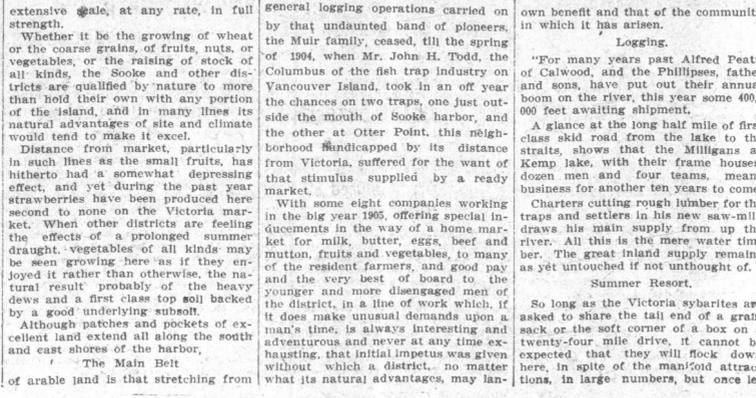 extensive scale, at any rate, in full
strength.
Whether it be the growing of wheat
or the coarse grains, of fruits, nuts, or
vegetables, or the raising of stock of
all kinds, the Sooke and other dis-
tricts are qualified by nature to more
than hold their own with any portion
of the island, and in many lines its
natural advantages of site and climate
would tend to make it excel.
Distance from market, particularly
in such lines as the small fruits, has
hitherto had a somewhat depressing
effect, and yet during the past year
strawberries have been produced here
second to none on the Victoria mar-
ket. When other districts are feeling
the effects of a prolonged summer
draught, vegetables of all kinds may
be seen growing here as if they en-
joyed it rather than otherwise, the na-
tural result probably of the heavy
dews and a first class top soil backed
by a good underlying subsoil.
Although patches and pockets of ex-
cellent land extend all along the south
and east shores of the harbor,
The Main Belt
of arable land is that stretching from
general logging operations carried on
by that undaunted band of pioneers,
the Muir family, ceased, till the spring
of 1904, when Mr. John H. Todd, the
Columbus of the fish trap industry on
Vancouver Island, took in an off year
the chances on two traps, one just out-
side the mouth of Sooke harbor, and
the other at Otter Point, this neigh-
borhood handicapped by its distance
from Victoria, suffered for the want of
that stimulus supplied by a ready
market.
With some eight companies working
in the big year 1905, offering special in-
ducements in the way of a home mar-
ket for milk, butter, eggs, beef and
mutton, fruits and vegetables, to many
of the resident farmers, and good pay
and the very best of board to the
younger and more disengaged men of
the district, in a line of work which, if
it does make unusual demands upon a
man's time, is always interesting and
adventurous and never at any time ex-
hausting, that initial impetus was given
without which a district, no matter
what its natural advantages, may lan-
own benefit and that of the communit
in which it has arisen.
Logging.
"For many years past Alfred Peat
of Calwood, and the Phillipses, fathe
and sons, have put out their annua
boom on the river, this year some 400
000 feet awaiting shipment.
A glance at the long half mile of firs
class skid road from the lake to th
straits, shows that the Milligans a
Kemp lake, with their frame house
dozen men and four teams, mean
business for another ten years to com
Charters cutting rough lumber for th
traps and settlers in his new saw-mil
draws his main supply from up th
river. All this is the mere water tim
ber. The great inland supply remain
as yet untouched if not unthought of.
Summer Resort.
So long as the Victoria sybarites ar
asked to share the tail end of a grai
sack or the soft corner of a box on
twenty-four mile drive, it cannot b
expected that they will flock dow
here, in spite of the manifold attrac
tions, in large numbers, but once le